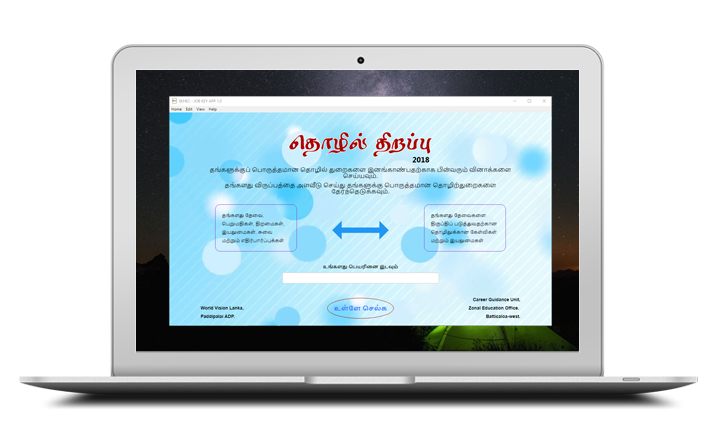 Home Edit View Help
தொழில் திறப்பு
2018
தங்களுக்குப் பொருத்தமான தொழில் துறைகளை இனங்காண்பதற்காக பின்வரும் வினாக்களை
செய்யவும்.
தங்களது விருப்பத்தை அளவீடு செய்து தங்களுக்கு பொருத்தமான தொழிற்துறைகளை
தேர்ந்தெடுக்கவும்.
தங்களது தேவை,
பெறுமதிகள், திறமைகள்,
இயலுமைகள், சுவை
மற்றும் எதிர்பார்ப்புக்கள்
தங்களது தேவைகளை
திருப்திப் படுத்துவதற்கான
தொழிலுக்கான கேள்விகள்
மற்றும் இயலுமைகள்
உங்களது பெயரினை இடவும்
உள்ளே செல்க
World Vision Lanka,
Paddipalai ADP.
Career Guidance Unit,
Zonal Education Office,
Batticaloa-west.